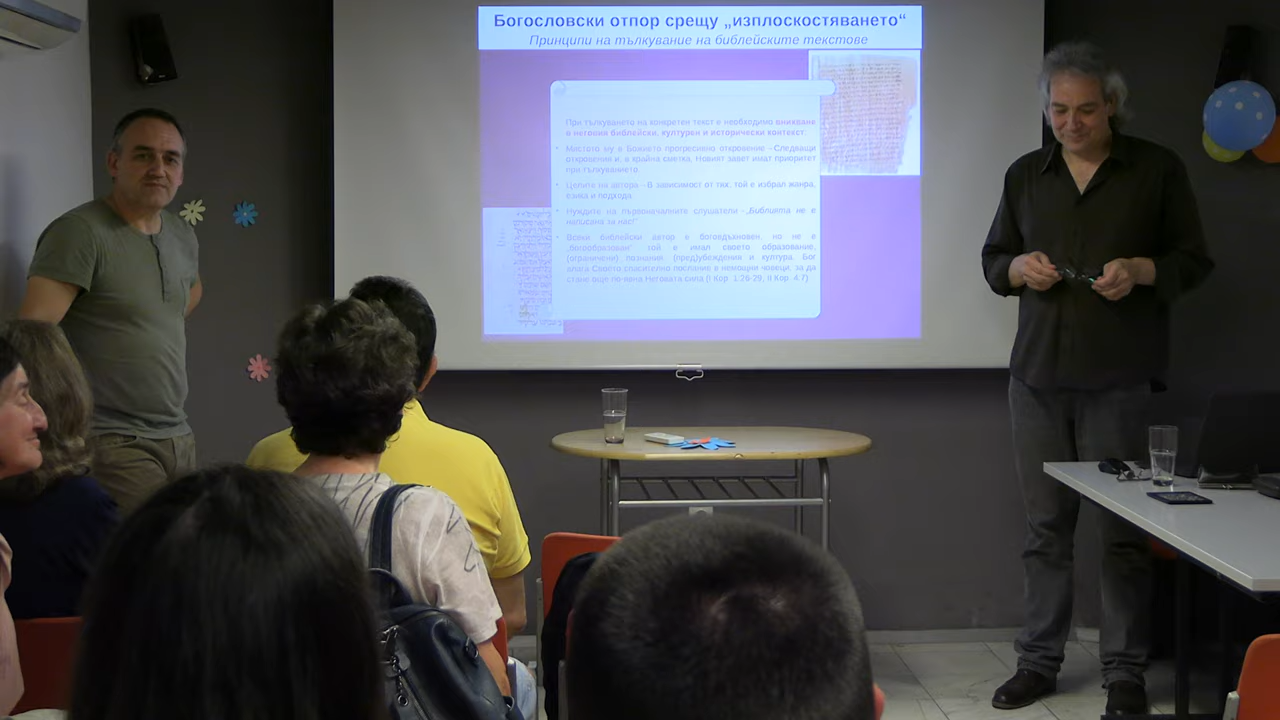 Богословски отпор срещу „изплоскостяването“
Принципи на тълкуване на библейските текстове
При тълкуването на конкретен текст е необходимо вникване
в неговия библейски, културен и исторически контекст:
Мястото му в Божието прогресивно откровение – Следващи
откровения и, в крайна сметка, Новият завет имат приоритет
при тълкуването.
Целите на автора – В зависимост от тях, той е избрал жанра,
езика и подхода.
Нуждите на първоначалните слушатели – „Библията не е
написана за нас!“
Всеки библейски автор е боговдъхновен, но не е
„богообразован“ той е имал своето образование,
(ограничени) познания, (пред)убеждения и култура. Бог
влага Своето спасително послание в немощни човеци, за да
стане още по-явна Неговата сила (I Кор. 1:26-29; II Кор. 4:7)